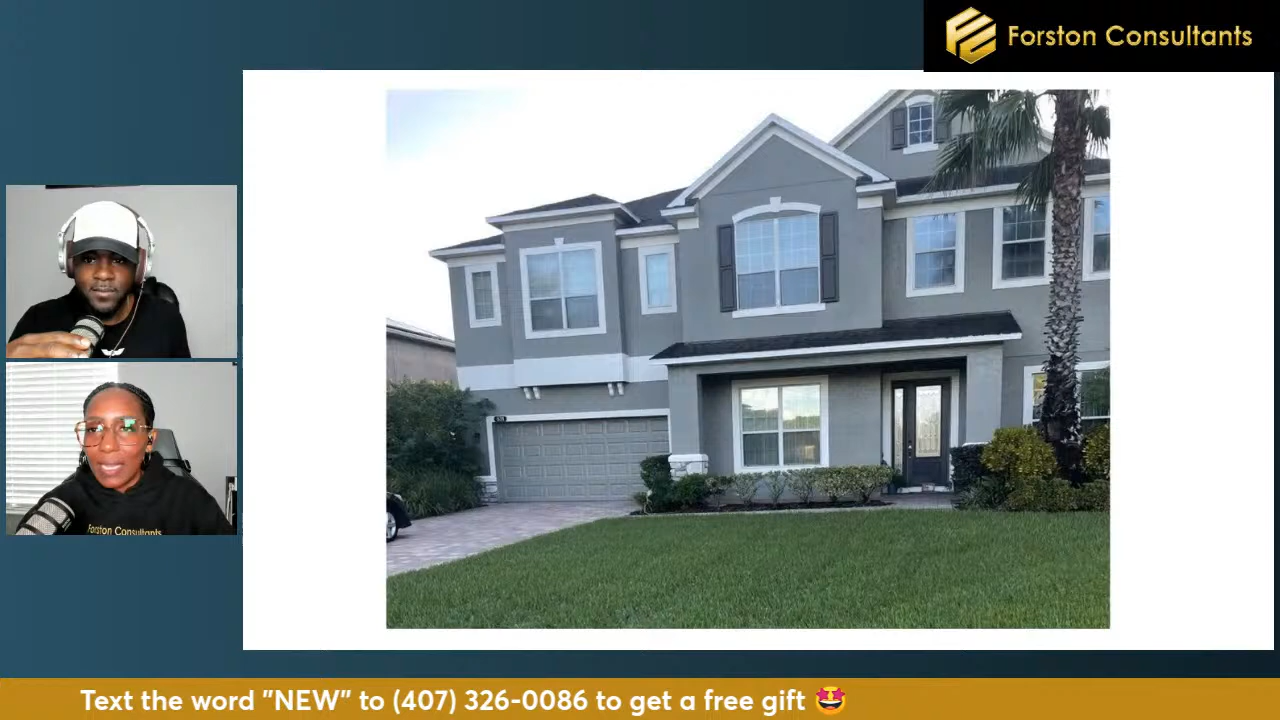 Forston Consultants
Forston Consultants
Text the word "NEW" to (407) 326-0086 to get a free gift 🤩